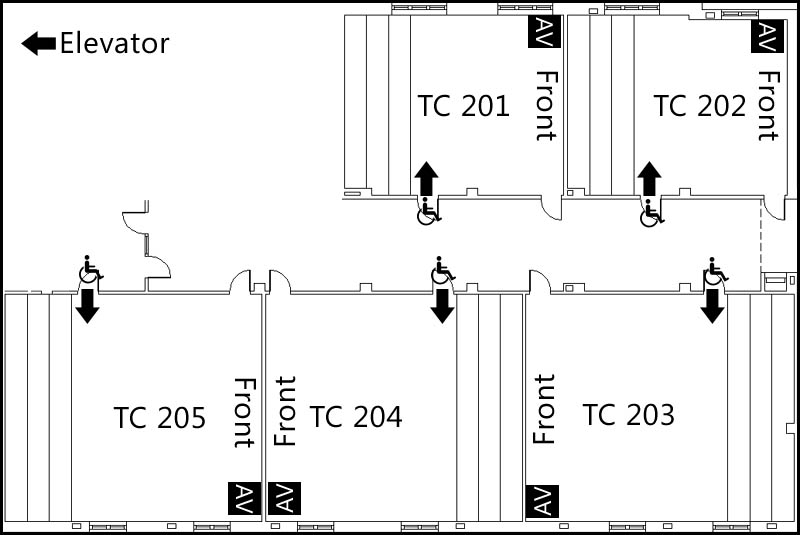 Elevator
AV
AV
Front
Front
TC 201
TC 202
Front
Front
Front
TC 205
TC 204
TC 203
AV
AV
AV